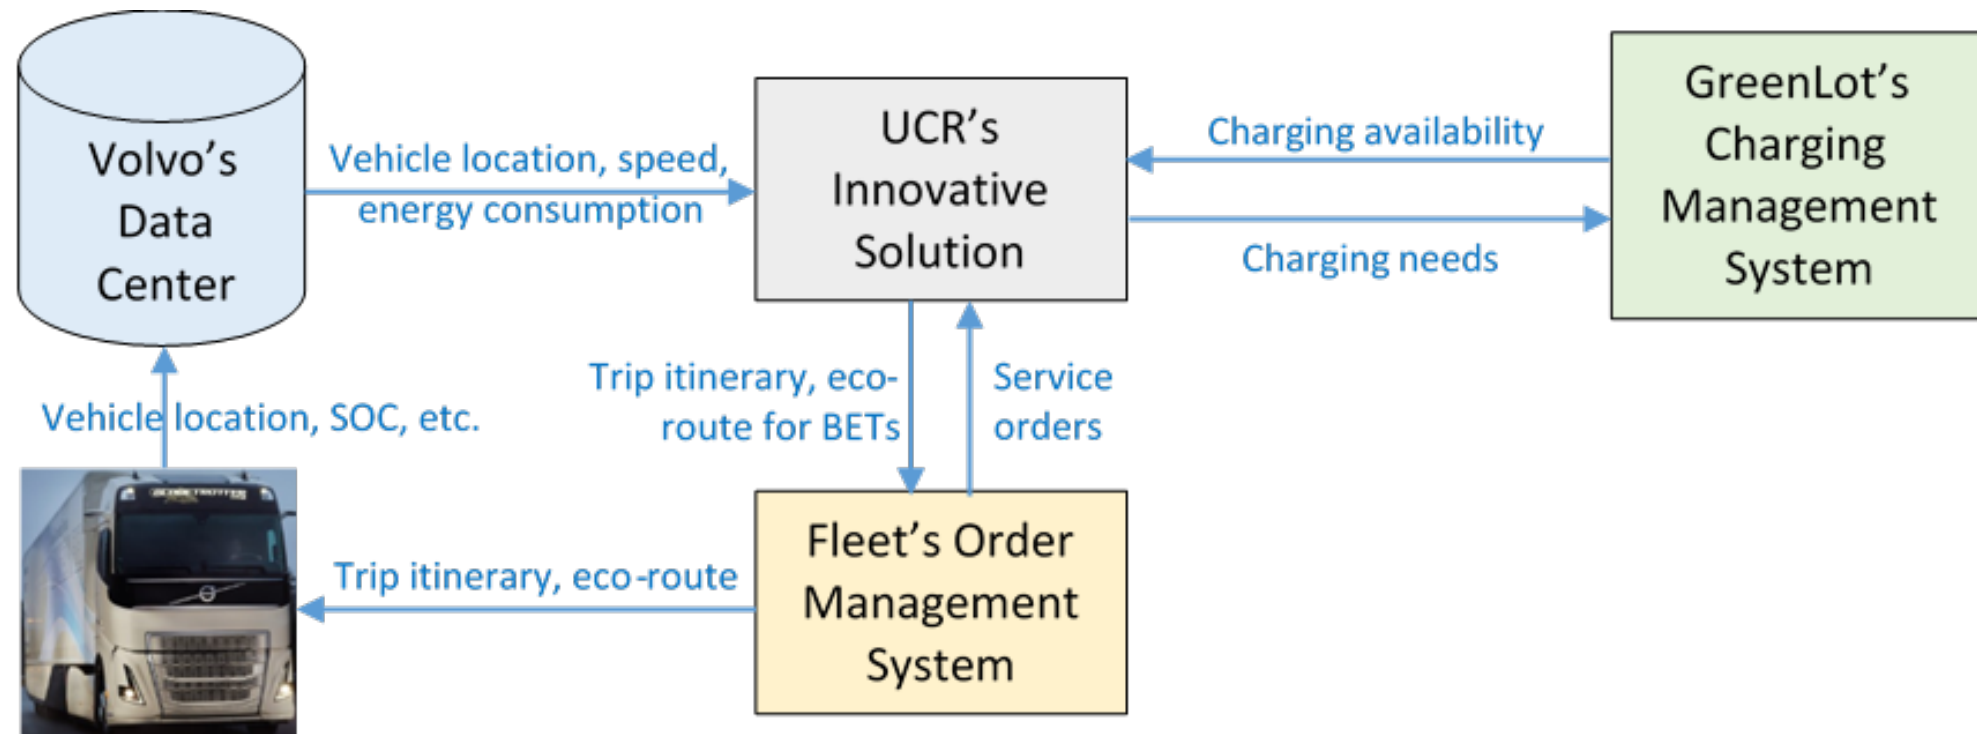 Volvo's
Data
Center
Vehicle location, speed,
energy consumption
UCR's
Innovative
Solution
Charging availability
Charging needs
GreenLot's
Charging
Management
System
Vehicle location, SOC, etc.
Trip itinerary, eco-
route for BETs
Service
orders
Trip itinerary, eco-route
Fleet's Order
Management
System